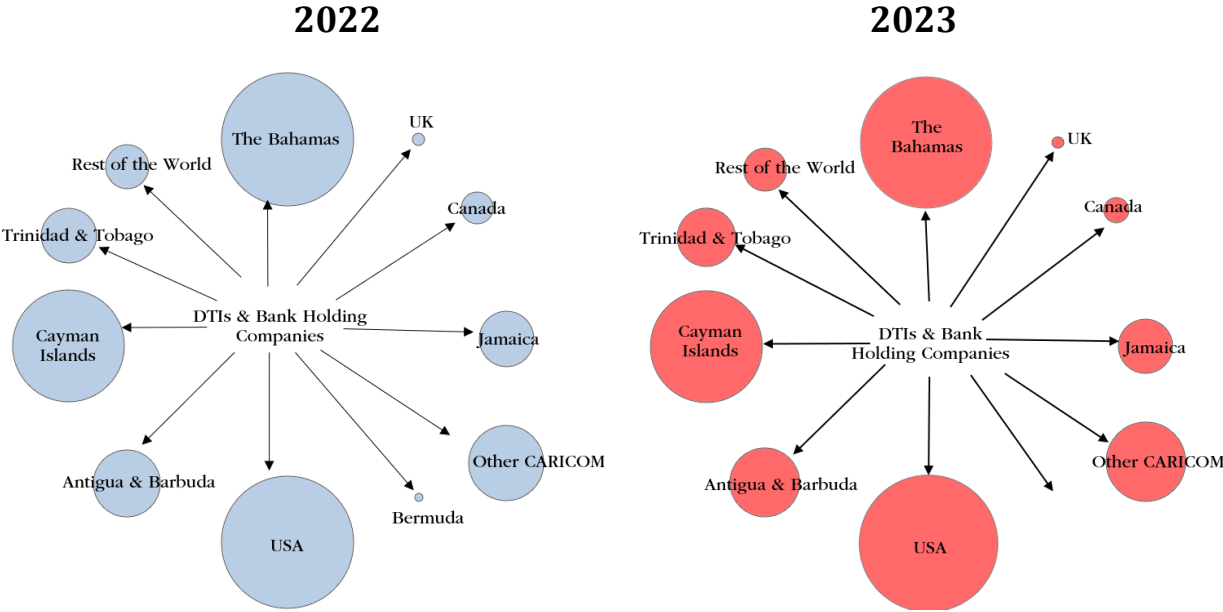 2022
The Bahamas
UK
Rest of the World
Canada
Trinidad & Tobago
DTIs & Bank Holding
Companies
Cayman
Islands
Jamaica
Antigua & Barbuda
Other CARICOM
Bermuda
USA
2023
The
Bahamas
UK
Rest of the World
Canada
Trinidad & Tobago
DTIs & Bank
Holding Companies
Cayman
Islands
Jamaica
Antigua & Barbuda
Other CARICOM
USA